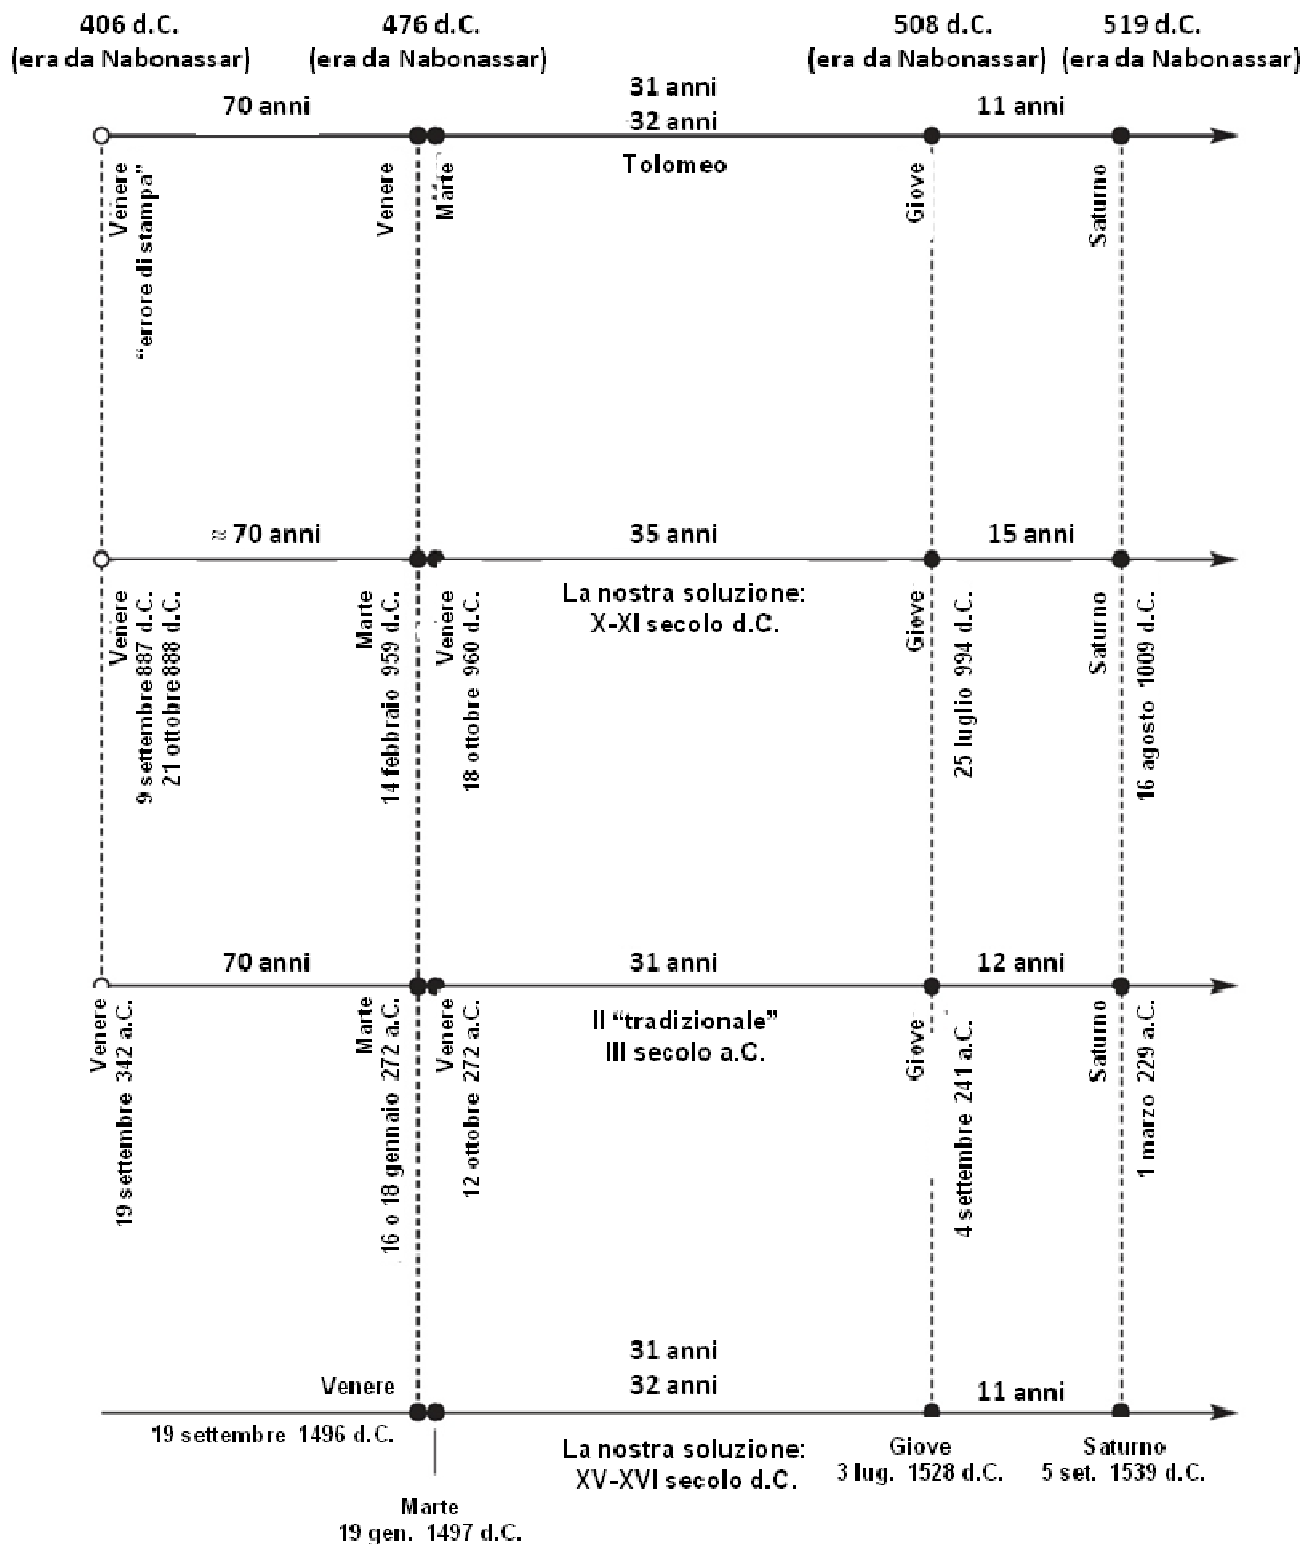 406 d.C.
(era da Nabonassar)
476 d.C.
(era da Nabonassar)
508 d.C.
(era da Nabonassar)
519 d.C.
(era da Nabonassar)
70 anni
31 anni
32 anni
11 anni
Tolomeo
Venere
“errore di stampa”
Venere
Marte
Giove
Saturno
≈ 70 anni
35 anni
15 anni
La nostra soluzione:
X-XI secolo d.C.
Venere
9 settembre 887 d.C.
21 ottobre 888 d.C.
Marte
14 febbraio 959 d.C.
Venere
18 ottobre 960 d.C.
Giove
25 luglio 994 d.C.
Saturno
16 agosto 1009 d.C.
70 anni
31 anni
12 anni
Il “tradizionale”
III secolo a.C.
Venere
19 settembre 342 a.C.
Marte
16 o 18 gennaio 272 a.C.
Venere
12 ottobre 272 a.C.
Giove
4 settembre 241 a.C.
Saturno
1 marzo 229 a.C.
31 anni
32 anni
11 anni
Venere
19 settembre 1496 d.C.
La nostra soluzione:
XV-XVI secolo d.C.
Giove
3 lug. 1528 d.C.
Saturno
5 set. 1539 d.C.
Marte
19 gen. 1497 d.C.